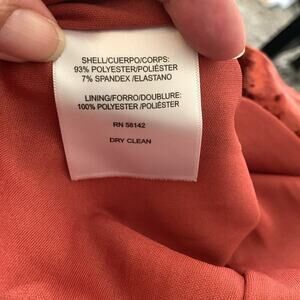 SHELL/CUERPO/CORPS:
93% POLYESTER/POLIÉSTER
7% SPANDEX /ELASTANO
LINING/FORRO/DOUBLURE:
100% POLYESTER /POLIÉSTER
RN 58142
DRY CLEAN